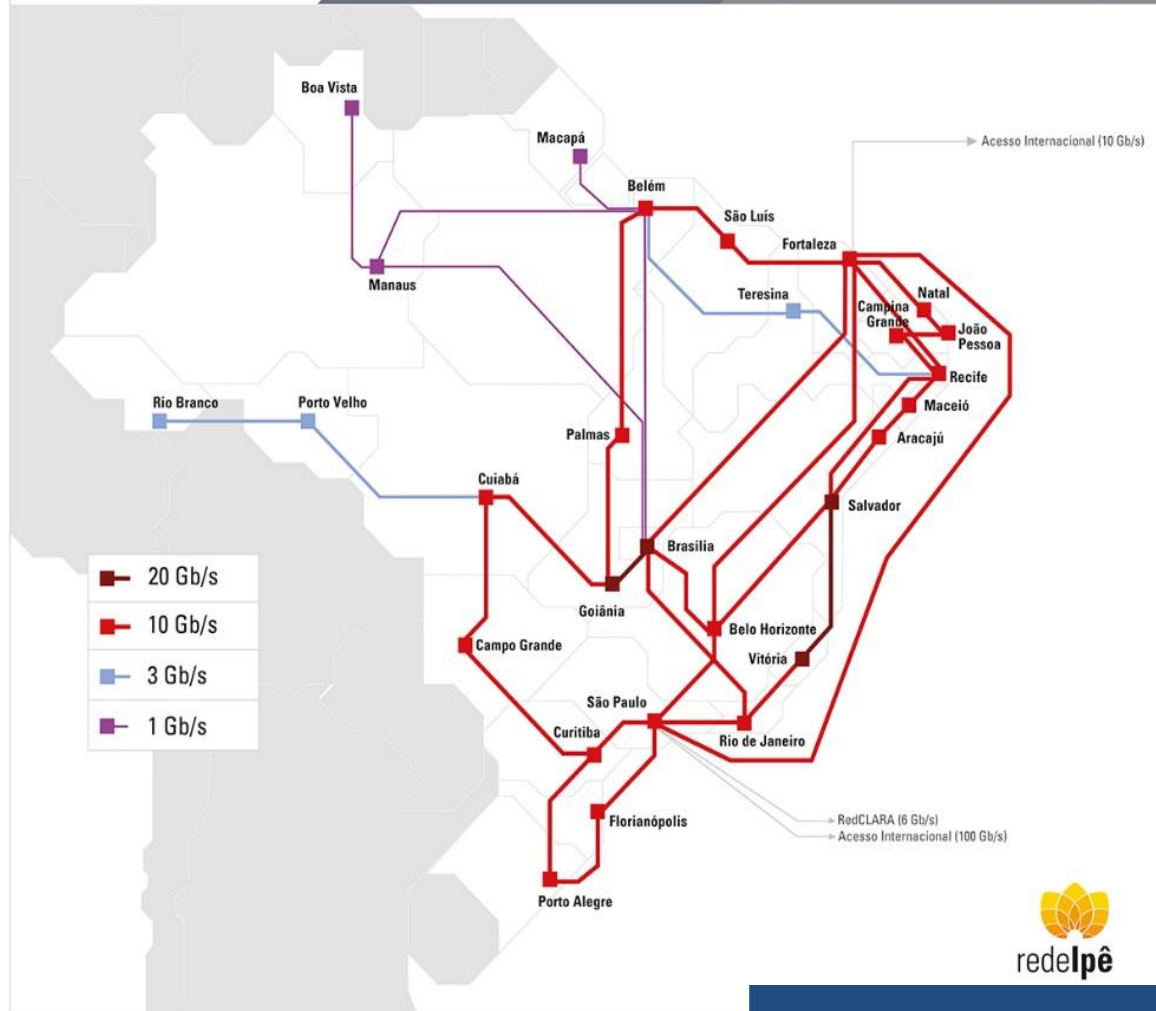 Boa Vista
Macapá
Acesso Internacional (10 Gb/s)
Belém
São Luís
Fortaleza
Manaus
Teresina
Campina
Grande
Natal
João
Pessoa
Recife
Rio Branco
Porto Velho
Maceió
Palmas
Aracajú
Cuiabá
Salvador
Brasília
20 Gb/s
Goiânia
10 Gb/s
Belo Horizonte
Campo Grande
Vitória
3 Gb/s
São Paulo
1 Gb/s
Curitiba
Rio de Janeiro
Florianópolis
RedCLARA (6 Gb/s)
Acesso Internacional (100 Gb/s)
Porto Alegre
redeIpê